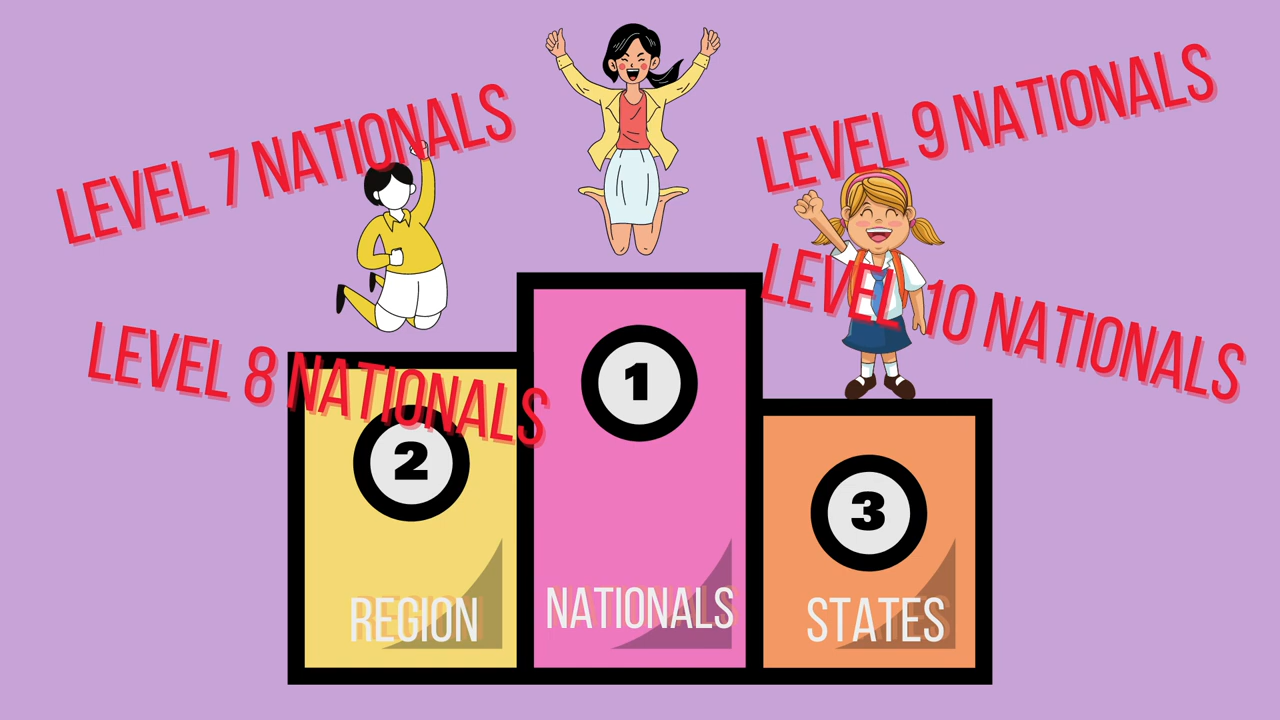 LEVEL 7 NATIONALS
LEVEL 9 NATIONALS
LEVEL 8 NATIONALS
LEVEL 10 NATIONALS
1
2
3
REGION
NATIONALS
STATES